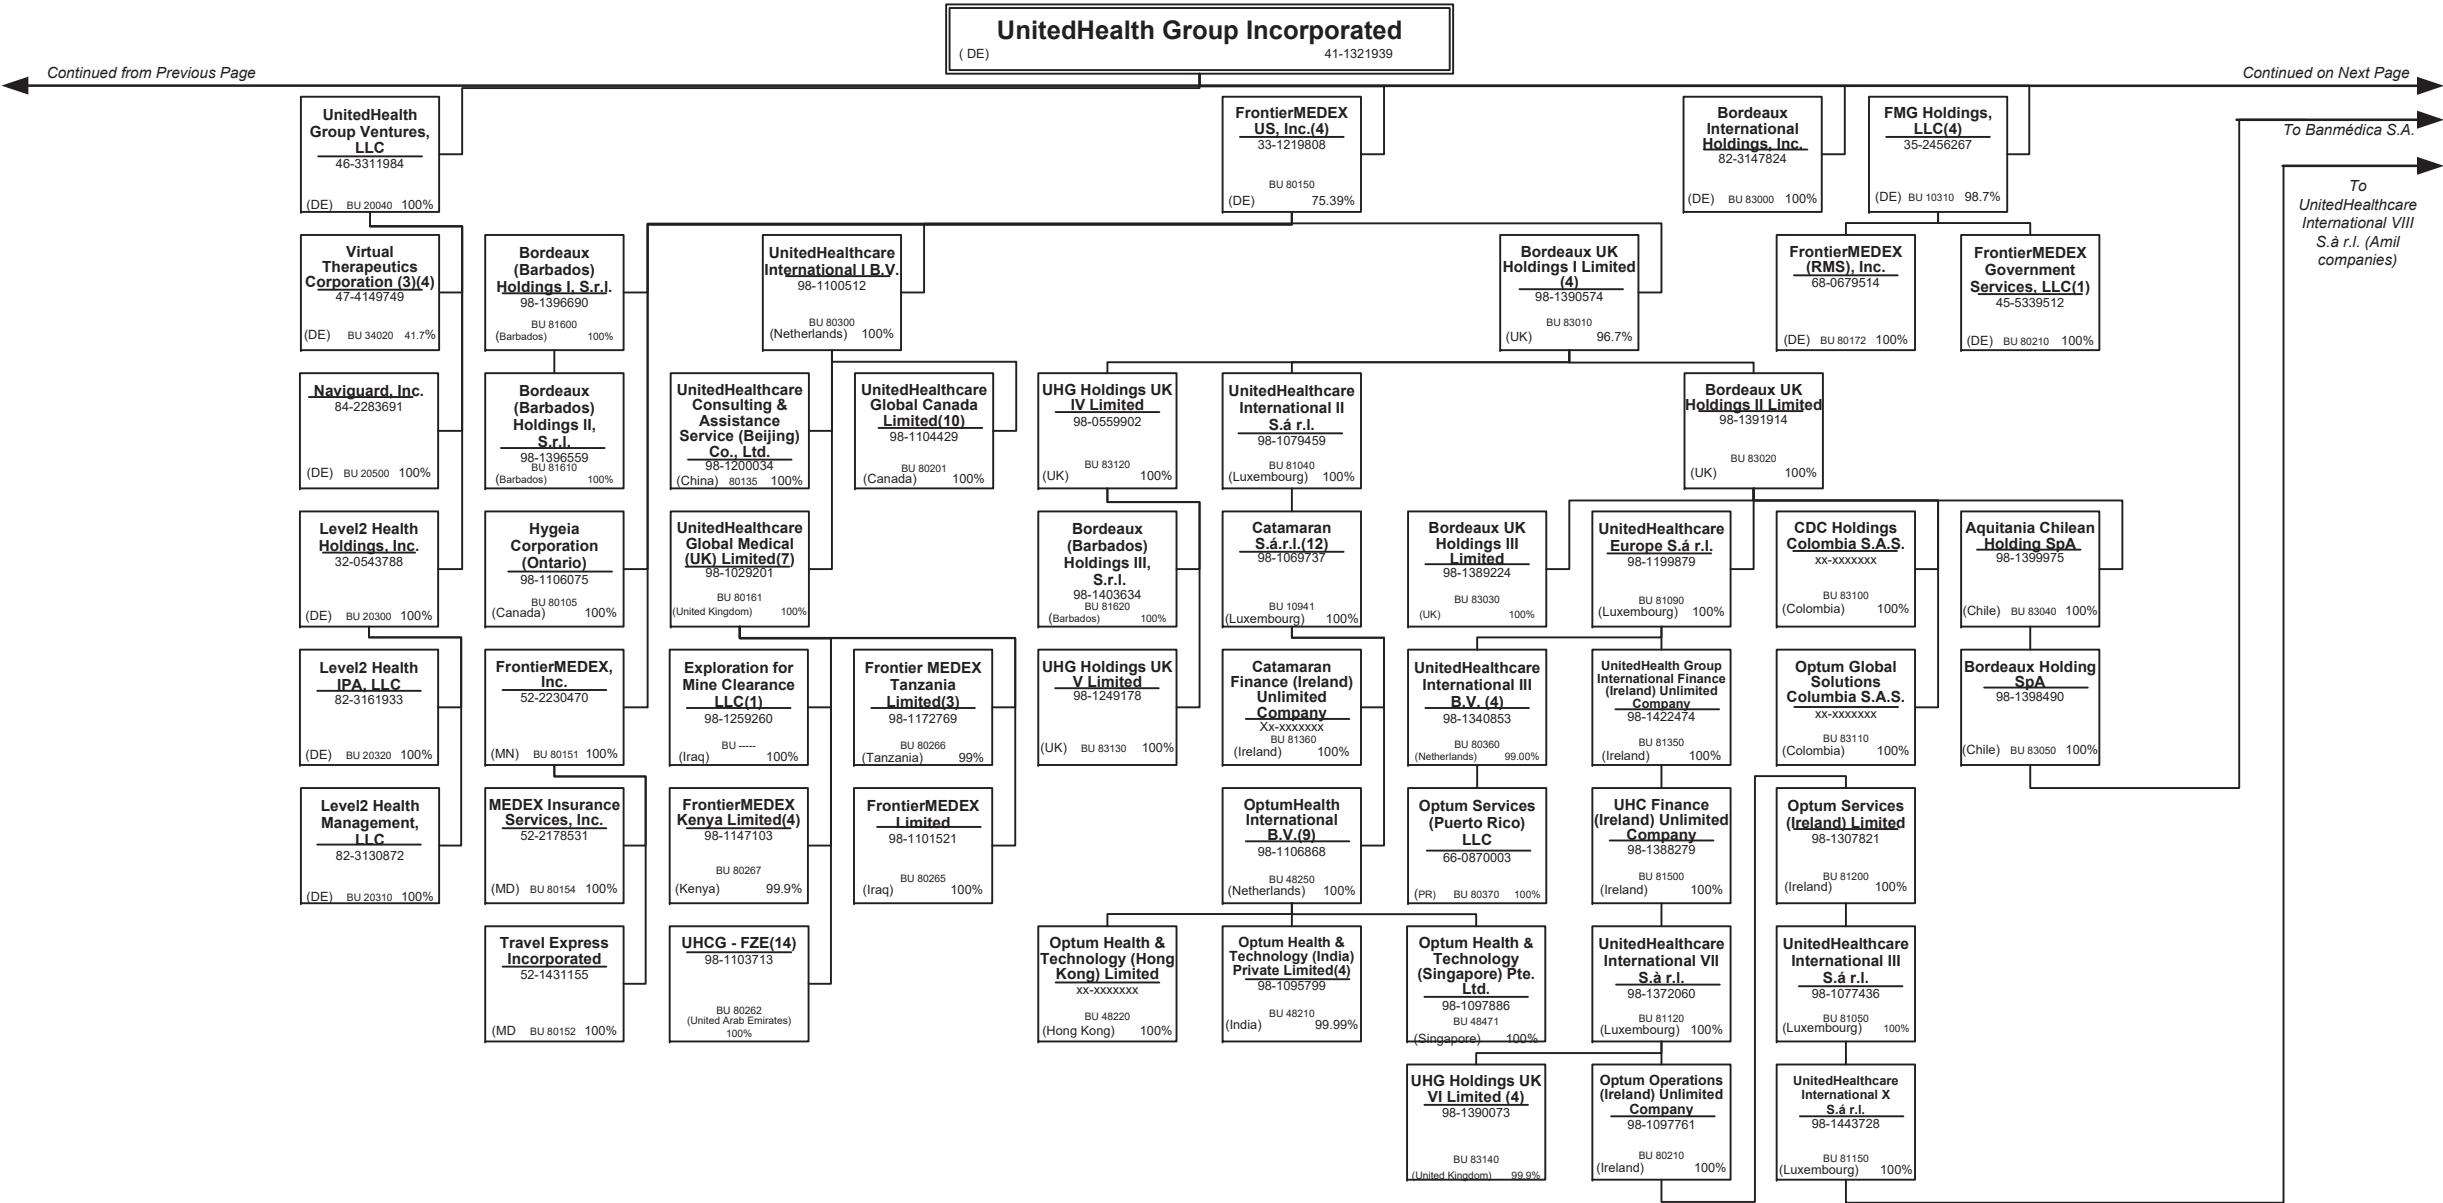 UnitedHealth Group Incorporated
( DE) 41-1321939
Continued from Previous Page
Continued on Next Page
UnitedHealth
Group Ventures,
LLC
46-3311984
(DE) BU 20040 100%
FrontierMEDEX
US, Inc.(4)
33-1219808
BU 80150
(DE) 75.39%
Bordeaux
International
Holdings, Inc.
82-3147824
(DE) BU 83000 100%
FMG Holdings,
LLC(4)
35-2456267
(DE) BU 10310 98.7%
To Banmédica S.A.
To
UnitedHealthcare
International VIII
S.à r.l. (Amil
companies)
Virtual
Therapeutics
Corporation (3)(4)
47-4149749
(DE) BU 34020 41.7%
Bordeaux
(Barbados)
Holdings I, S.r.l.
98-1396690
BU 81600
(Barbados) 100%
UnitedHealthcare
International I B.V.
98-1100512
BU 80300
(Netherlands) 100%
Bordeaux UK
Holdings I Limited
(4)
98-1390574
BU 83010
(UK) 96.7%
FrontierMEDEX
(RMS), Inc.
68-0679514
(DE) BU 80172 100%
FrontierMEDEX
Government
Services, LLC(1)
45-5339512
(DE) BU 80210 100%
Naviguard, Inc.
84-2283691
(DE) BU 20500 100%
Bordeaux
(Barbados)
Holdings II,
S.r.l.
98-1396559
BU 81610
(Barbados) 100%
UnitedHealthcare
Consulting &
Assistance
Service (Beijing)
Co., Ltd.
98-1200034
(China) 80135 100%
UnitedHealthcare
Global Canada
Limited(10)
98-1104429
BU 80201
(Canada) 100%
UHG Holdings UK
IV Limited
98-0559902
BU 83120
(UK) 100%
UnitedHealthcare
International II
S.á r.l.
98-1079459
BU 81040
(Luxembourg) 100%
Bordeaux UK
Holdings II Limited
98-1391914
BU 83020
(UK) 100%
Level2 Health
Holdings, Inc.
32-0543788
(DE) BU 20300 100%
Hygeia
Corporation
(Ontario)
98-1106075
BU 80105
(Canada) 100%
UnitedHealthcare
Global Medical
(UK) Limited(7)
98-1029201
BU 80161
(United Kingdom) 100%
Bordeaux
(Barbados)
Holdings III,
S.r.l.
98-1403634
BU 81620
(Barbados) 100%
Catamaran
S.á.r.l.(12)
98-1069737
BU 10941
(Luxembourg) 100%
Bordeaux UK
Holdings III
Limited
98-1389224
BU 83030
(UK) 100%
UnitedHealthcare
Europe S.á r.l.
98-1199879
BU 81090
(Luxembourg) 100%
CDC Holdings
Colombia S.A.S.
xx-xxxxxxx
BU 83100
(Colombia) 100%
Aquitania Chilean
Holding SpA
98-1399975
(Chile) BU 83040 100%
Level2 Health
IPA, LLC
82-3161933
(DE) BU 20320 100%
FrontierMEDEX,
Inc.
52-2230470
(MN) BU 80151 100%
Exploration for
Mine Clearance
LLC(1)
98-1259260
BU -----
(Iraq) 100%
Frontier MEDEX
Tanzania
Limited(3)
98-1172769
BU 80266
(Tanzania) 99%
UHG Holdings UK
V Limited
98-1249178
(UK) BU 83130 100%
Catamaran
Finance (Ireland)
Unlimited
Company
Xx-xxxxxxx
BU 81360
(Ireland) 100%
UnitedHealthcare
International III
B.V. (4)
98-1340853
BU 80360
(Netherlands) 99.00%
UnitedHealth Group
International Finance
(Ireland) Unlimited
Company
98-1422474
BU 81350
(Ireland) 100%
Optum Global
Solutions
Columbia S.A.S.
xx-xxxxxxx
BU 83110
(Colombia) 100%
Bordeaux Holding
SpA
98-1398490
(Chile) BU 83050 100%
Level2 Health
Management,
LLC
82-3130872
(DE) BU 20310 100%
MEDEX Insurance
Services, Inc.
52-2178531
(MD) BU 80154 100%
FrontierMEDEX
Kenya Limited(4)
98-1147103
BU 80267
(Kenya) 99.9%
FrontierMEDEX
Limited
98-1101521
BU 80265
(Iraq) 100%
OptumHealth
International
B.V.(9)
98-1106868
BU 48250
(Netherlands) 100%
Optum Services
(Puerto Rico)
LLC
66-0870003
(PR) BU 80370 100%
UHC Finance
(Ireland) Unlimited
Company
98-1388279
BU 81500
(Ireland) 100%
Optum Services
(Ireland) Limited
98-1307821
BU 81200
(Ireland) 100%
Travel Express
Incorporated
52-1431155
(MD BU 80152 100%
UHCG - FZE(14)
98-1103713
BU 80262
(United Arab Emirates)
100%
Optum Health &
Technology (Hong
Kong) Limited
xx-xxxxxxx
BU 48220
(Hong Kong) 100%
Optum Health &
Technology (India)
Private Limited(4)
98-1095799
BU 48210
(India) 99.99%
Optum Health &
Technology
(Singapore) Pte.
Ltd.
98-1097886
BU 48471
(Singapore) 100%
UnitedHealthcare
International VII
S.à r.l.
98-1372060
BU 81120
(Luxembourg) 100%
UnitedHealthcare
International III
S.á r.l.
98-1077436
BU 81050
(Luxembourg) 100%
UHG Holdings UK
VI Limited (4)
98-1390073
BU 83140
(United Kingdom) 99.9%
Optum Operations
(Ireland) Unlimited
Company
98-1097761
BU 80210
(Ireland) 100%
UnitedHealthcare
International X
S.á r.l.
98-1443728
BU 81150
(Luxembourg) 100%